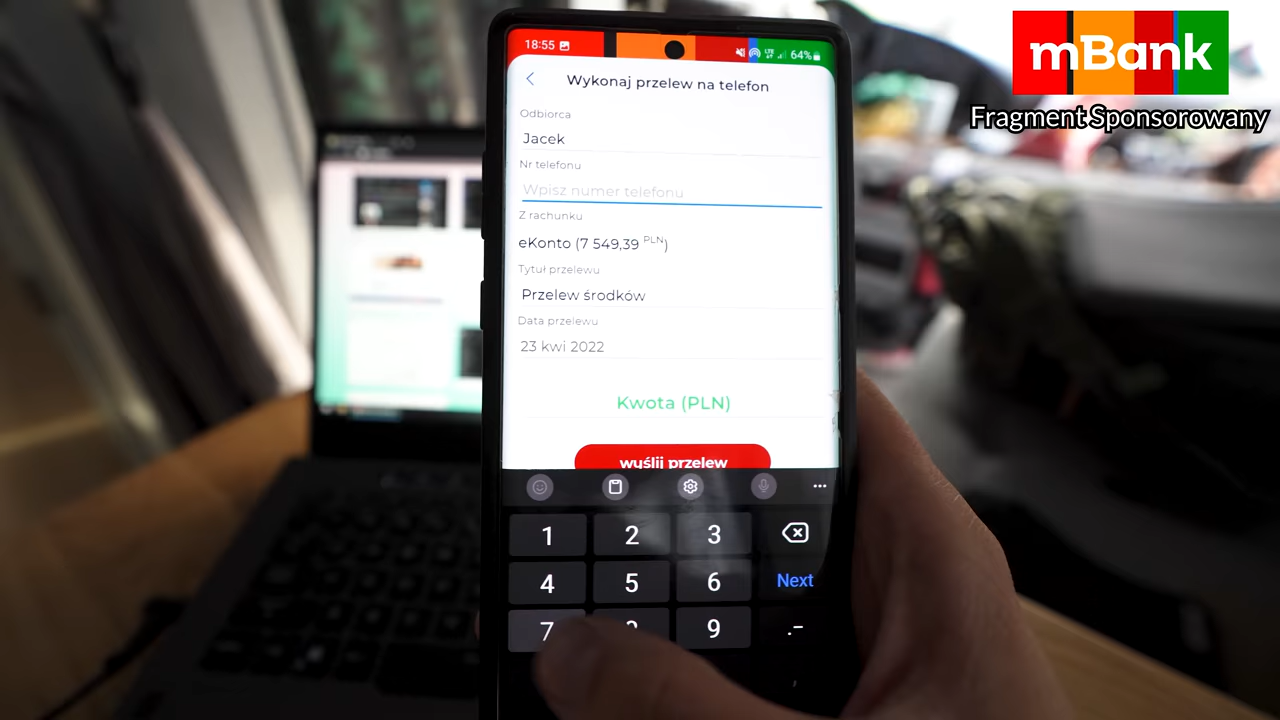 mBank
Fragment Sponsorowany
18:55
LTE
64%
Wykonaj przelew na telefon
Odbiorca
Jacek
Nr telefonu
Wpisz numer telefonu
Z rachunku
eKonto (7 549,39 PLN)
Tytuł przelewu
Przelew środków
Data przelewu
23 kwi 2022
Kwota (PLN)
wyślij przelew
1 2 3
4 5 6 Next
7 8 9 .-